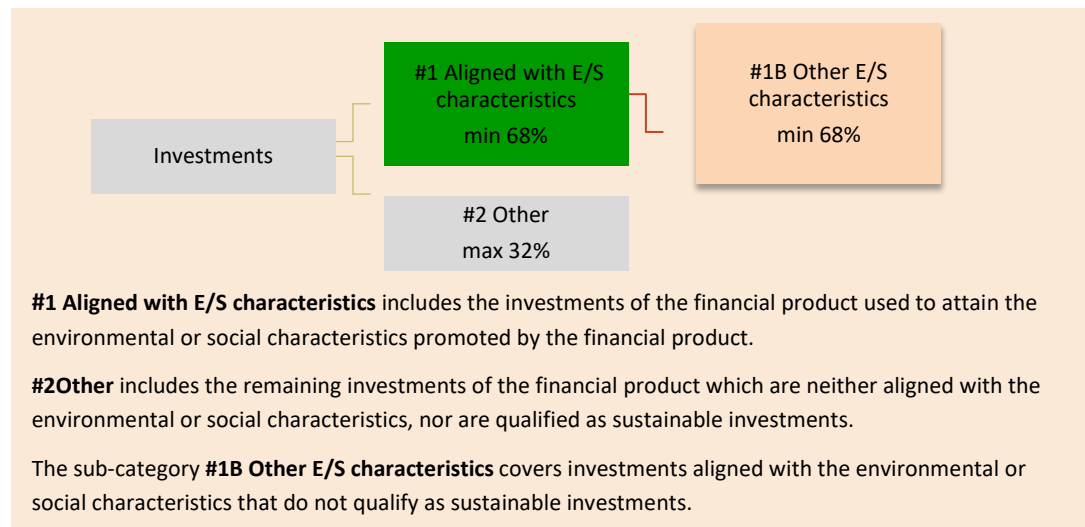 #1 Aligned with E/S
characteristics
min 68%
#1B Other E/S
characteristics
min 68%
Investments
#2 Other
max 32%
#1 Aligned with E/S characteristics includes the investments of the financial product used to attain the
environmental or social characteristics promoted by the financial product.
#2Other includes the remaining investments of the financial product which are neither aligned with the
environmental or social characteristics, nor are qualified as sustainable investments.
The sub-category #1B Other E/S characteristics covers investments aligned with the environmental or
social characteristics that do not qualify as sustainable investments.